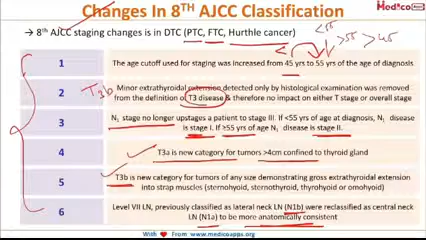 Changes In 8TH AJCC Classification
Medicoapps
<55
→ 8th AJCC staging changes is in DTC (PTC, FTC, Hurthle cancer)
>55 >45
1
The age cutoff used for staging was increased from 45 yrs to 55 yrs of the age of diagnosis
T3b
2
Minor extrathyroidal extension detected only by histological examination was removed
from the definition of T3 disease & therefore no impact on either T stage or overall
stage
3
N1 stage no longer upstages a patient to stage III. If <55 years of age at diagnosis, N1 disease
is stage I. If ≥55 years of age N1 disease is stage II.
4
T3a is new category for tumors >4cm confined to thyroid gland
5
T3b is new category for tumors of any size demonstrating gross extrathyroidal extension
into strap muscles (sternohyoid, sternothyroid, thyrohyoid or omohyoid)
6
Level VII LN, previously classified as lateral neck LN (N1b) were reclassified as central neck
LN (N1a) to be more anatomically consistent
With ❤ From www.medicoapps.org